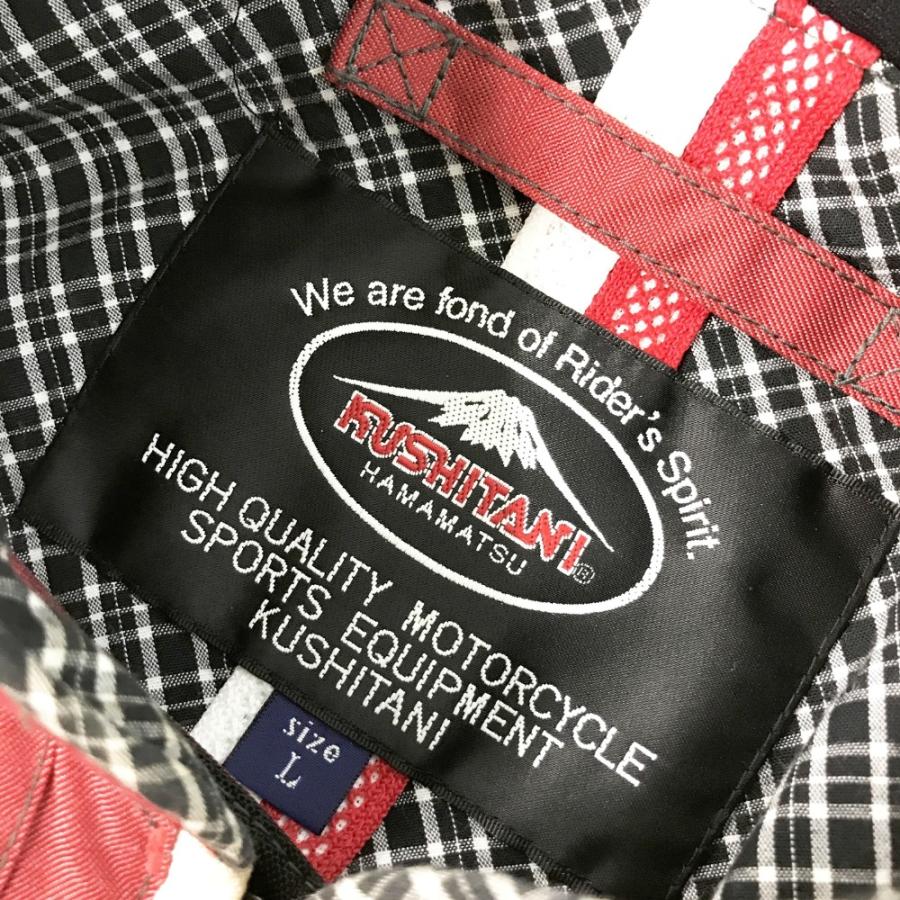 We are fond of Rider's Spirit.
KUSHITANI®
HAMAMATSU
HIGH QUALITY MOTORCYCLE
SPORTS EQUIPMENT
KUSHITANI
size
L